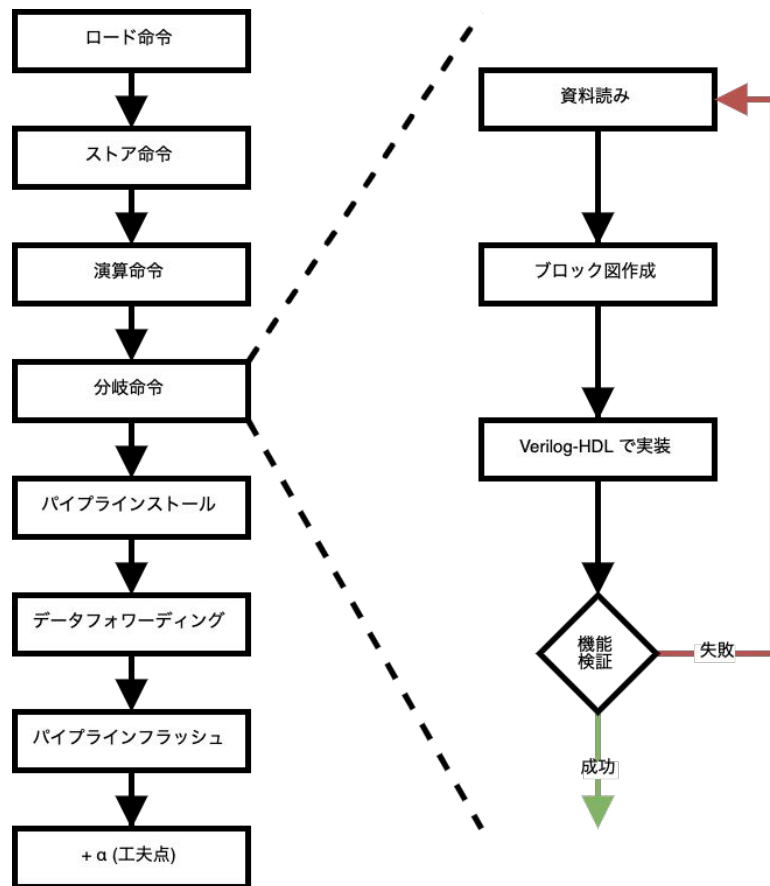 ロード命令
ストア命令
演算命令
分岐命令
パイプラインストール
データフォワーディング
パイプラインフラッシュ
+ α (工夫点)
資料読み
ブロック図作成
Verilog-HDL で実装
機能
検証
失敗
成功